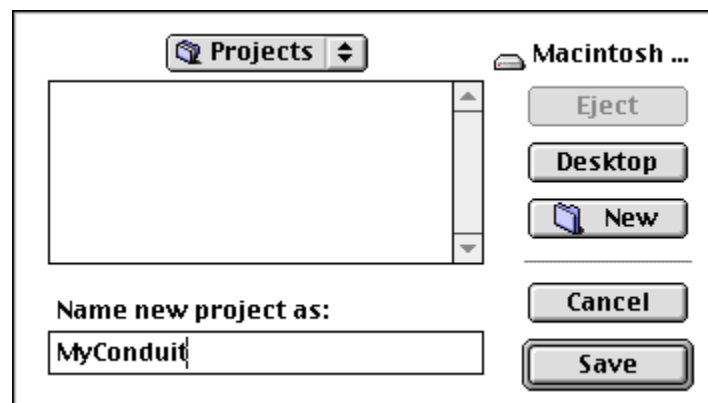 Projects
Macintosh ...
Eject
Desktop
New
Name new project as:
Cancel
MyConduit
Save